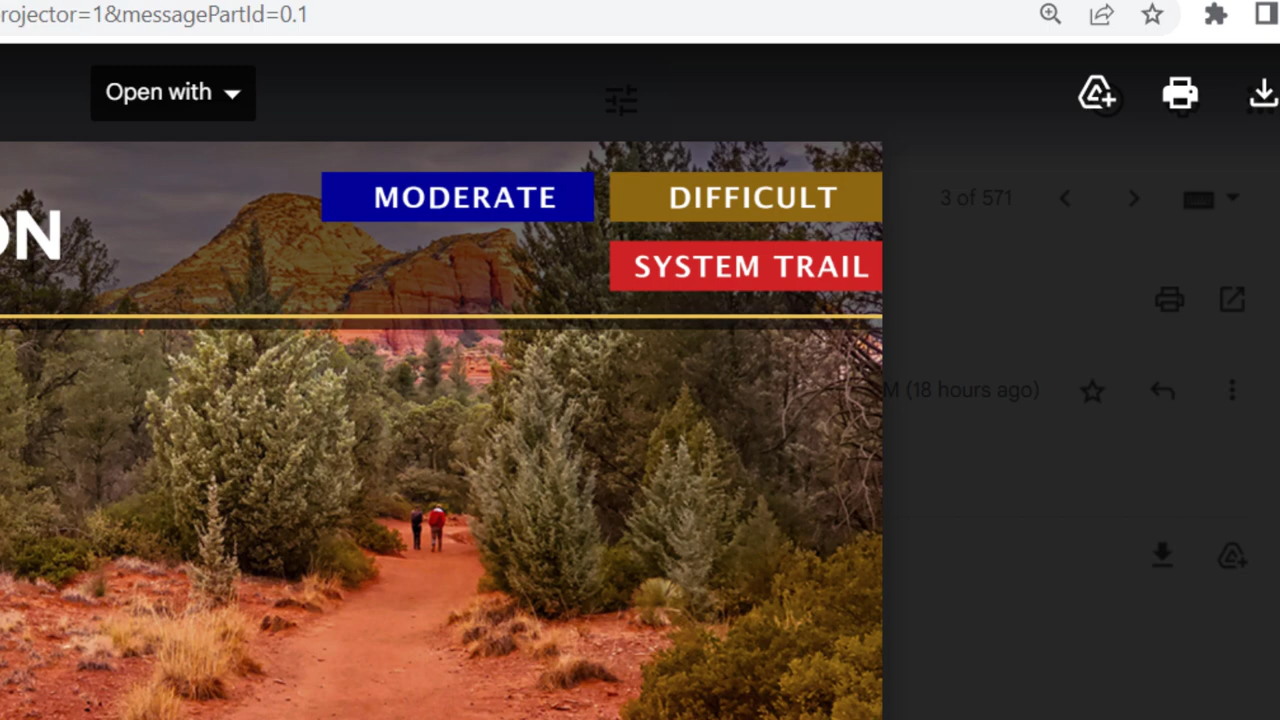 rojector=1&messagePartId=0.1
Open with
MODERATE
DIFFICULT
ON
SYSTEM TRAIL
3 of 571
M (18 hours ago)